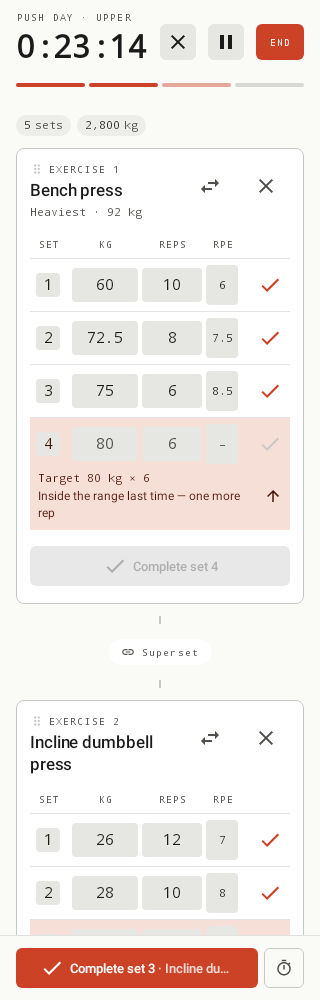 PUSH DAY · UPPER
0:23:14
END
5 sets 2,800 kg
EXERCISE 1
Bench press
Heaviest · 92 kg
SET KG REPS RPE
1 60 10 6
2 72.5 8 7.5
3 75 6 8.5
4 80 6 –
Target 80 kg × 6
Inside the range last time — one more
rep
Complete set 4
Superset
EXERCISE 2
Incline dumbbell
press
SET KG REPS RPE
1 26 12 7
2 28 10 8
Complete set 3 · Incline du…